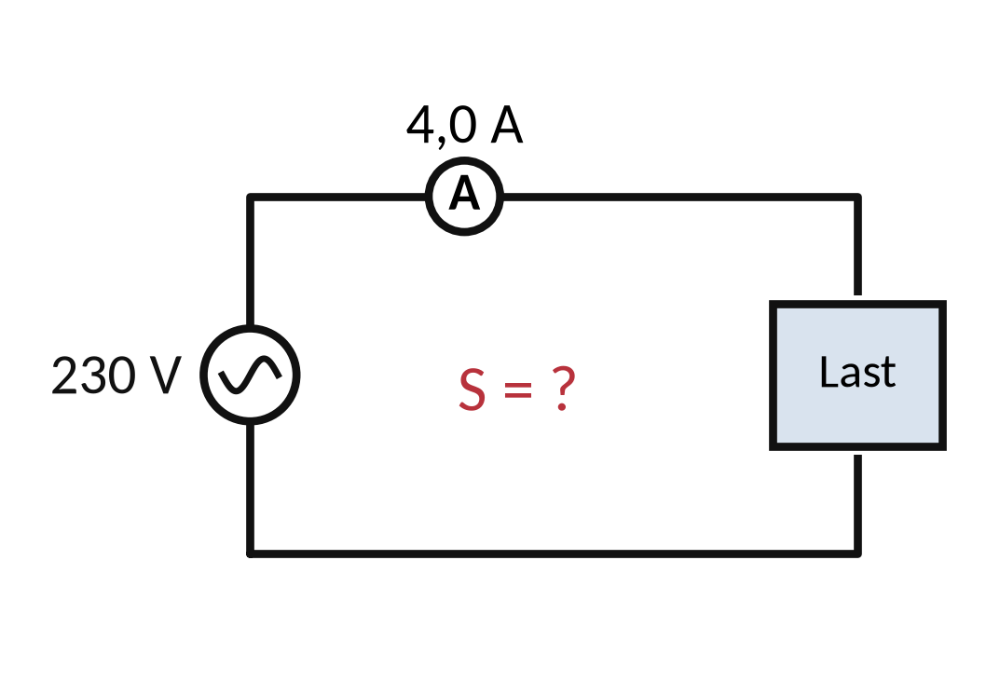 4,0 A
A
230 V
S = ?
Last